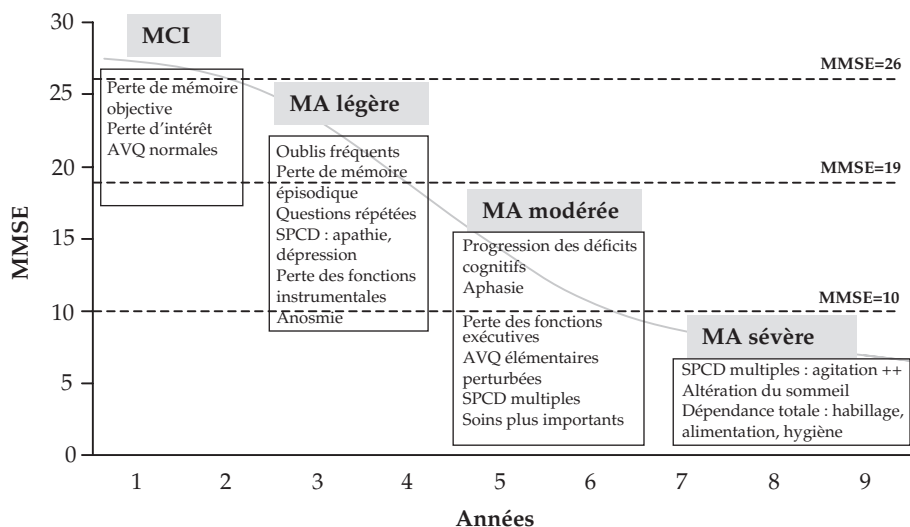 30
25
20
15
10
5
0
MMSE
MCI
Perte de mémoire
objective
Perte d'intérêt
AVQ normales
MA légère
Oublis fréquents
Perte de mémoire
épisodique
Questions répétées
SPCD : apathie,
dépression
Perte des fonctions
instrumentales
Anosmie
MA modérée
Progression des déficits
cognitifs
Aphasie
Perte des fonctions
exécutives
AVQ élémentaires
perturbées
SPCD multiples
Soins plus importants
MMSE=26
MMSE=19
MMSE=10
MA sévère
SPCD multiples : agitation ++
Altération du sommeil
Dépendance totale : habillage,
alimentation, hygiène
1 2 3 4 5 6 7 8 9
Années